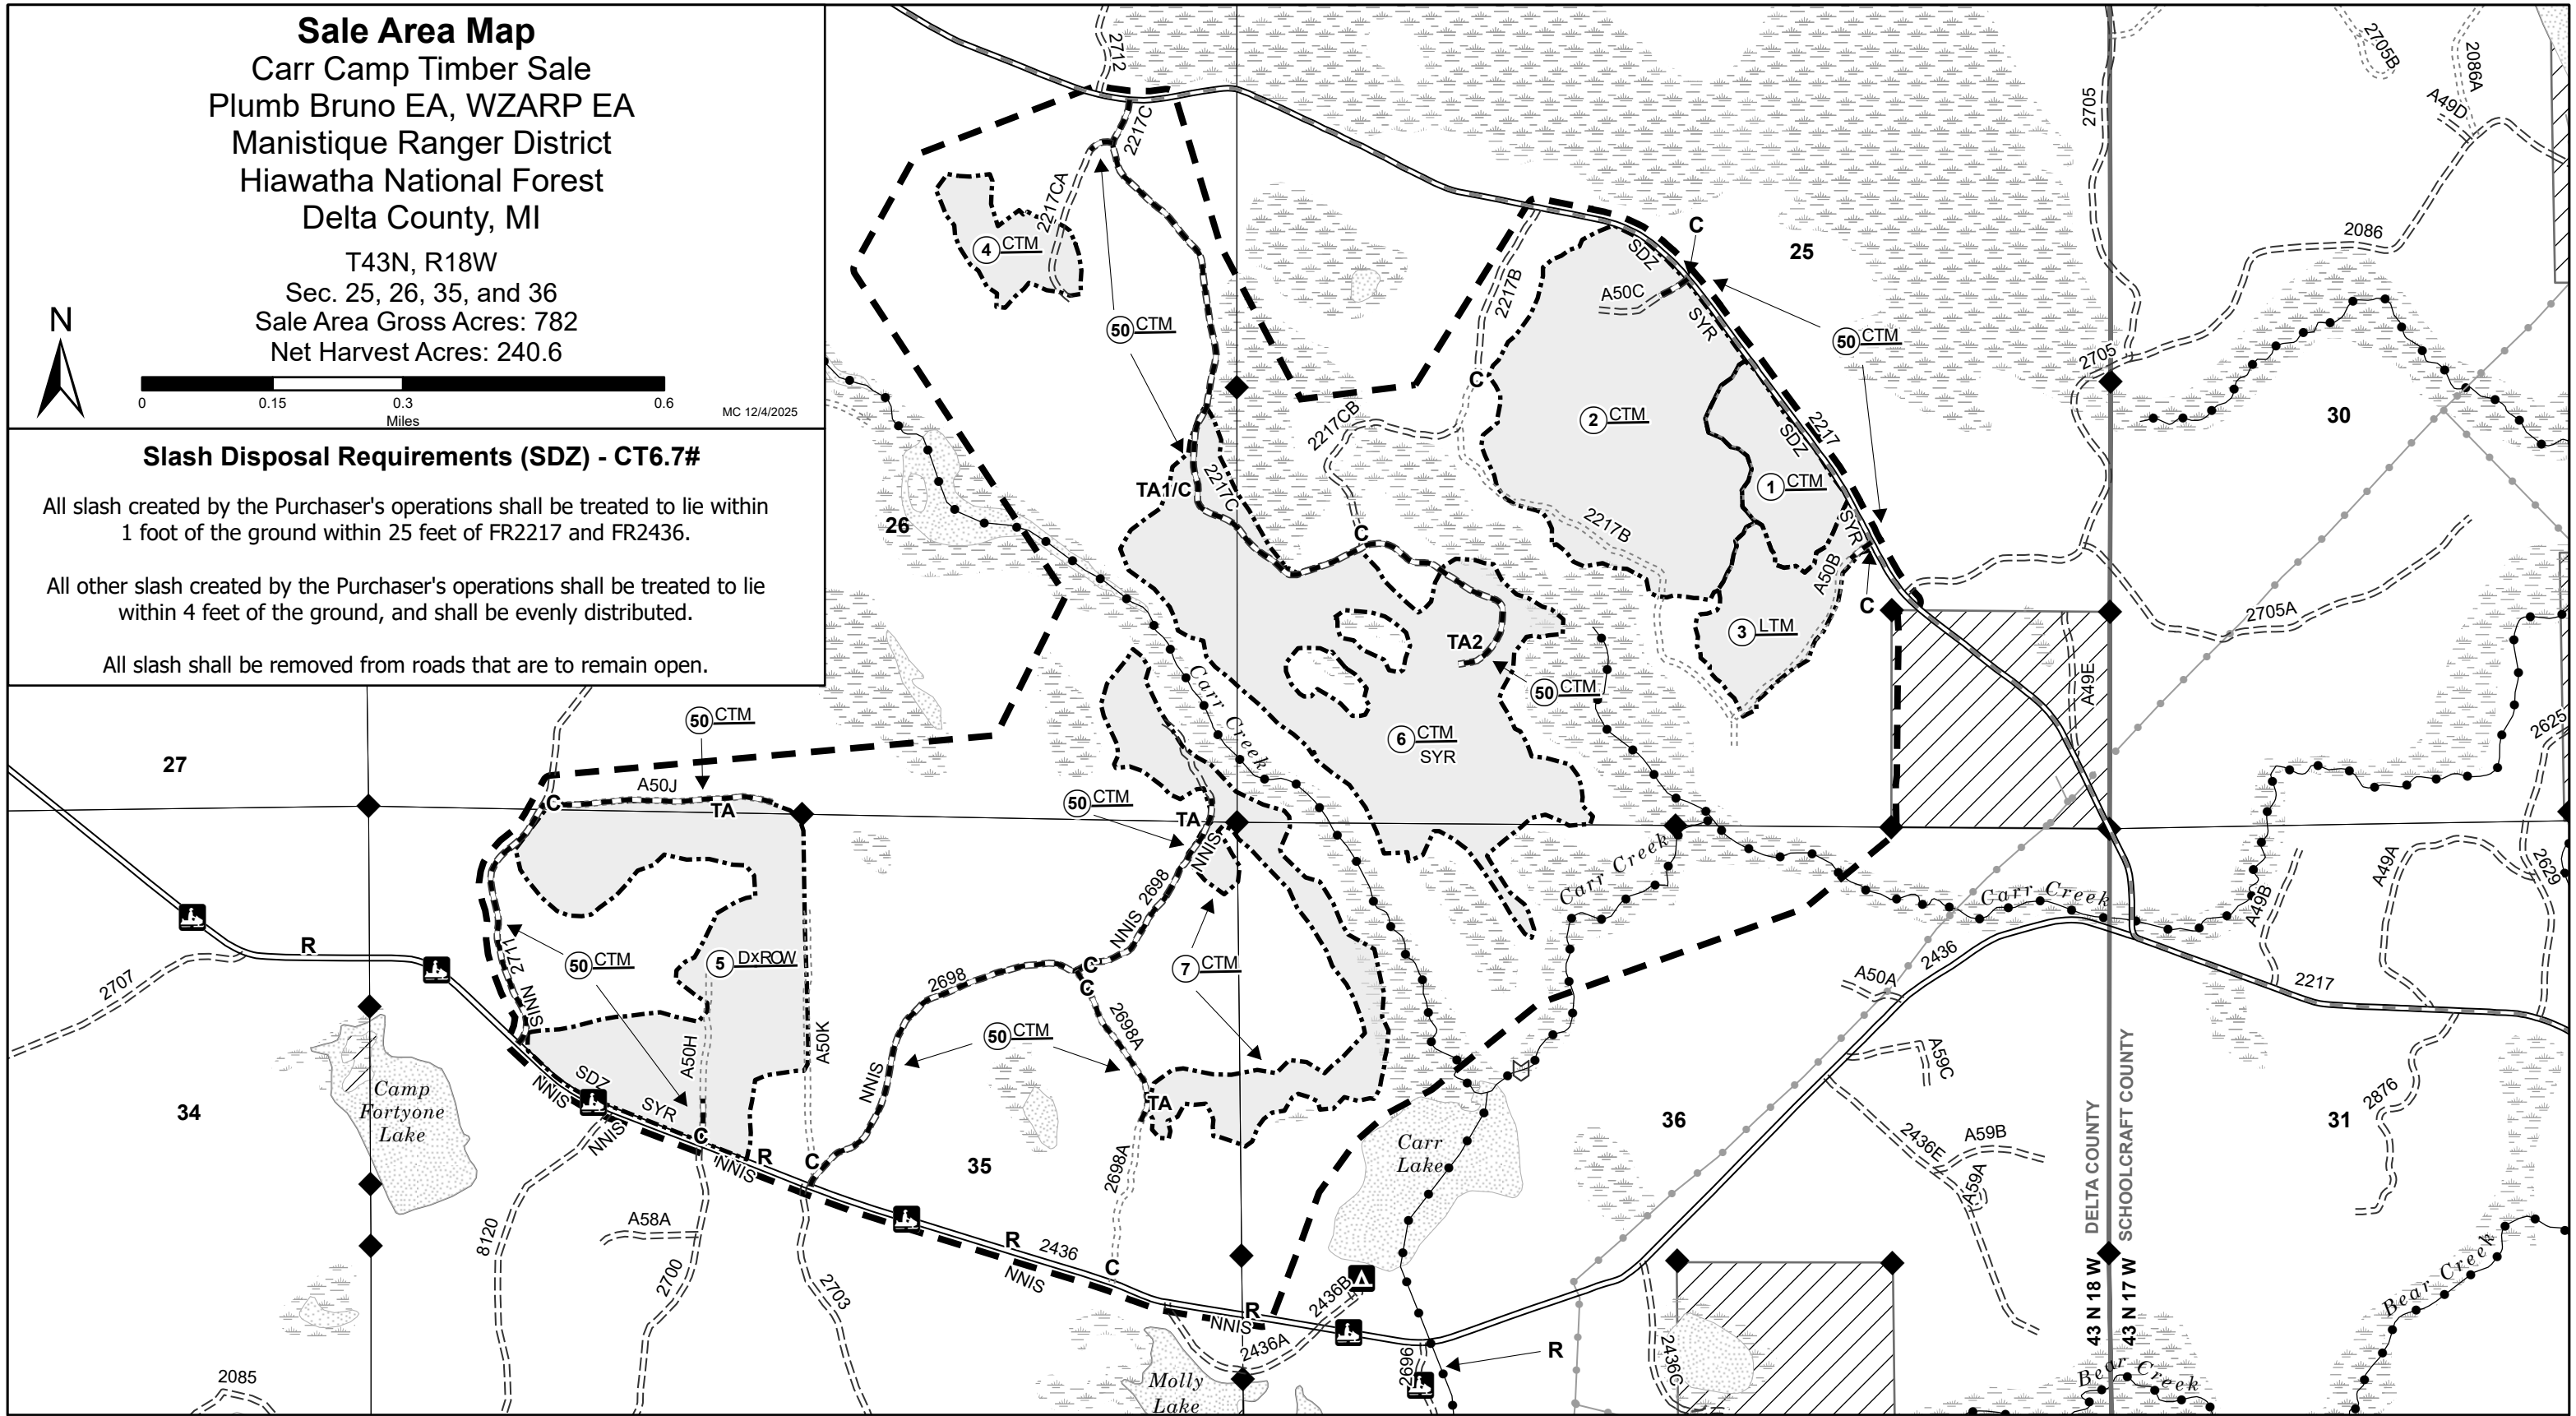 Sale Area Map
Carr Camp Timber Sale
Plumb Bruno EA, WZARP EA
Manistique Ranger District
Hiawatha National Forest
Delta County, MI
T43N, R18W
Sec. 25, 26, 35, and 36
Sale Area Gross Acres: 782
Net Harvest Acres: 240.6
N
0 0.15 0.3 0.6
Miles
MC 12/4/2025
Slash Disposal Requirements (SDZ) - CT6.7#
All slash created by the Purchaser's operations shall be treated to lie within
1 foot of the ground within 25 feet of FR2217 and FR2436.
All other slash created by the Purchaser's operations shall be treated to lie
within 4 feet of the ground, and shall be evenly distributed.
All slash shall be removed from roads that are to remain open.
2712
2217C
2217CA
4 CTM
50 CTM
2217B
A50C
SDZ
C
SYR
25
50 CTM
2705
2705B
2086A
A49D
2086
2705
30
C
2 CTM
2217
SDZ
1 CTM
SYR
2217CB
TA1/C
2217C
26
C
2217B
A50B
C
3 LTM
TA2
50 CTM
2705A
A49E
2625
Carr Creek
6 CTM
SYR
27
50 CTM
A50J
C
TA
50 CTM
TA
NNIS
2698
NNIS
Carr Creek
Carr Creek
A49A
A49B
2629
R
2707
2711
NNIS
50 CTM
5 DxROW
C
C
2698
7 CTM
2698A
50 CTM
NNIS
A50H
A50K
A50A
2436
2217
Camp
Fortyone
Lake
34
SDZ
NNIS
SYR
NNIS
C
NNIS
R
C
35
TA
2698A
36
Carr
Lake
A59C
2436E
A59B
A59A
DELTA COUNTY
SCHOOLCRAFT COUNTY
2876
31
8120
A58A
2700
2703
R
2436
NNIS
C
R
NNIS
2436B
2436A
2696
R
2436C
43 N 18 W
43 N 17 W
Bear Creek
Bear Creek
2085
Molly
Lake